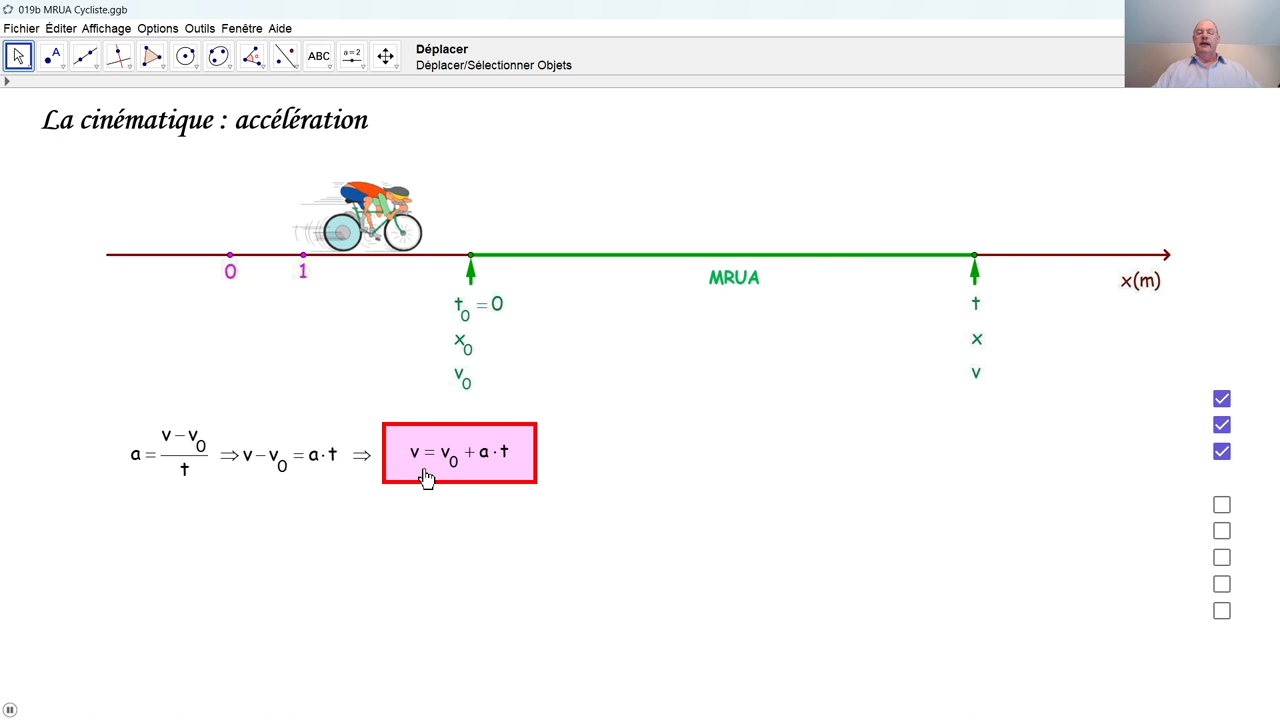 019b MRUA Cycliste.ggb
Fichier Éditer Affichage Options Outils Fenêtre Aide
A ABC a=2
Déplacer
Déplacer/Sélectionner Objets
La cinématique : accélération
0 1 MRUA x(m)
t₀ = 0 t
x₀ x
v₀ v
a = (v − v₀)/t ⇒ v − v₀ = a · t ⇒ v = v₀ + a · t